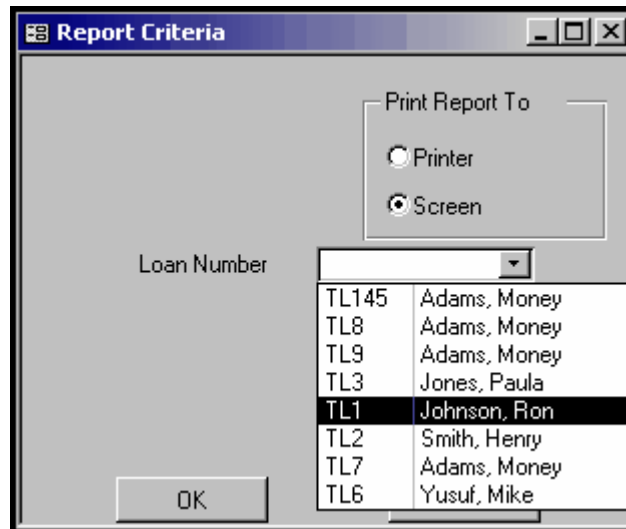 Report Criteria
Print Report To
Printer
Screen
Loan Number
TL145 Adams, Money
TL8 Adams, Money
TL9 Adams, Money
TL3 Jones, Paula
TL1 Johnson, Ron
TL2 Smith, Henry
TL7 Adams, Money
TL6 Yusuf, Mike
OK